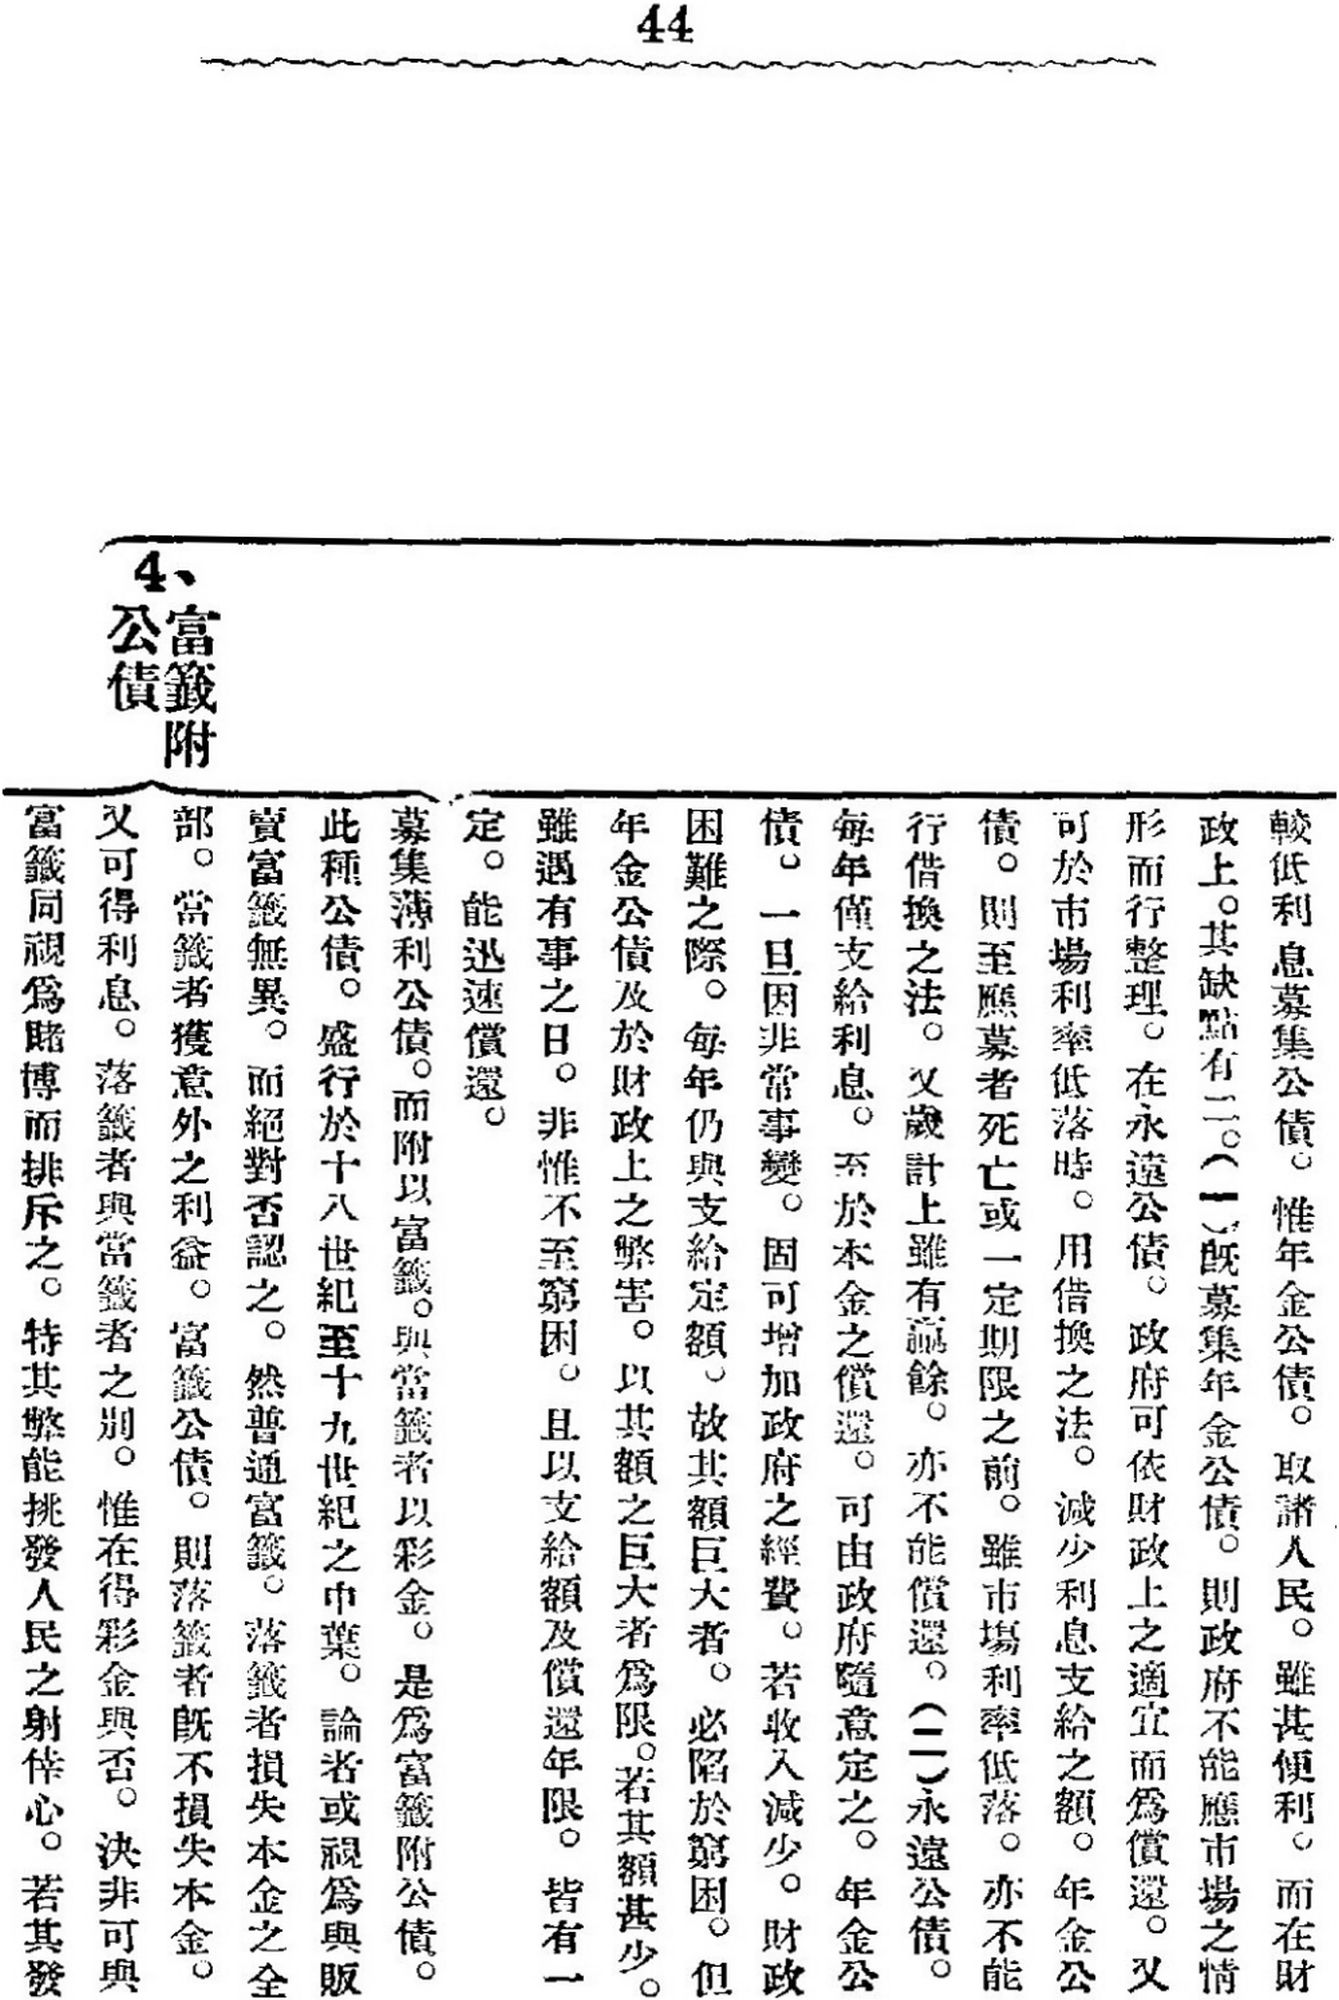 44
較低利息募集公債。惟年金公債。取諸人民。雖甚便利。而在財
政上。其缺點有二。(一)既募集年金公債。則政府不能應市場之情
形而行整理。在永遠公債。政府可依財政上之適宜而爲償還。又
可於市場利率低落時。用借換之法。減少利息支給之額。年金公
債。則至應募者死亡或一定期限之前。雖市場利率低落。亦不能
行借換之法。又歲計上雖有贏餘。亦不能償還。(二)永遠公債。
每年僅支給利息。至於本金之償還。可由政府隨意定之。年金公
債。一旦因非常事變。固可增加政府之經費。若收入減少。財政
困難之際。每年仍與支給定額。故其額巨大者。必陷於窮困。但
年金公債及於財政上之弊害。以其額之巨大者爲限。若其額甚少。
雖遇有事之日。非惟不至窮困。且以支給額及償還年限。皆有一
定。能迅速償還。
4、富籤附
公債
募集薄利公債。而附以富籤。與當籤者以彩金。是爲富籤附公債。
此種公債。盛行於十八世紀至十九世紀之中葉。論者或視爲與販
賣富籤無異。而絕對否認之。然普通富籤。落籤者損失本金之全
部。當籤者獲意外之利益。富籤公債。則落籤者既不損失本金。
又可得利息。落籤者與當籤者之別。惟在得彩金與否。決非可與
富籤同視爲賭博而排斥之。特其弊能挑發人民之射倖心。若其發